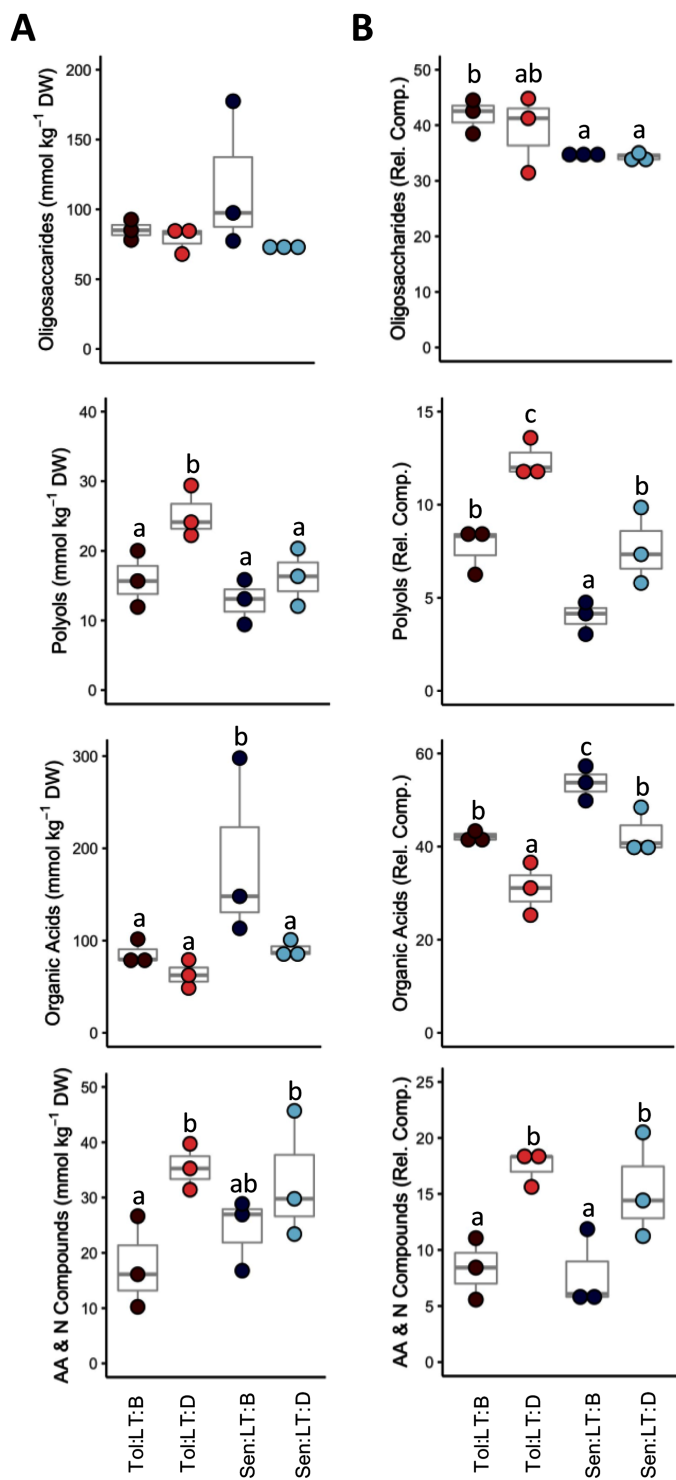 A
B
Oligosaccarides (mmol kg⁻¹ DW)
200
150
100
50
0
Oligosaccharides (Rel. Comp.)
50
40
30
20
10
0
b
ab
a
a
Polyols (mmol kg⁻¹ DW)
40
30
20
10
0
a
b
a
a
Polyols (Rel. Comp.)
15
10
5
0
b
c
a
b
Organic Acids (mmol kg⁻¹ DW)
300
200
100
0
a
a
b
a
Organic Acids (Rel. Comp.)
60
40
20
0
b
a
c
b
AA & N Compounds (mmol kg⁻¹ DW)
50
40
30
20
10
0
a
b
ab
b
AA & N Compounds (Rel. Comp.)
25
20
15
10
5
0
a
b
a
b
Tol:LT:B
Tol:LT:D
Sen:LT:B
Sen:LT:D
Tol:LT:B
Tol:LT:D
Sen:LT:B
Sen:LT:D